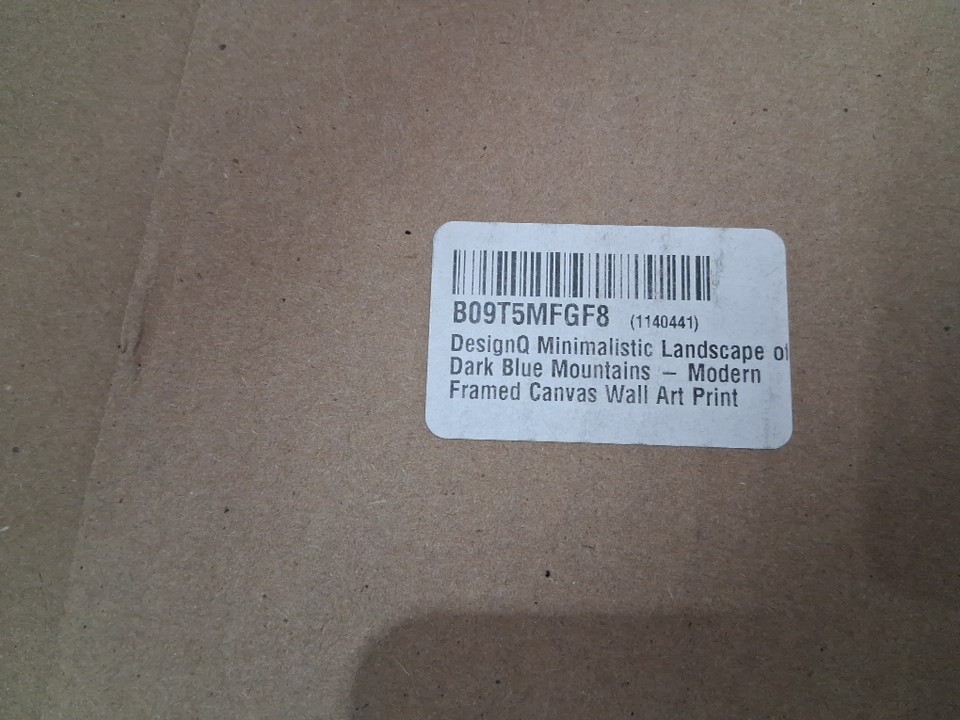 B09T5MFGF8 (1140441)
DesignQ Minimalistic Landscape of
Dark Blue Mountains – Modern
Framed Canvas Wall Art Print